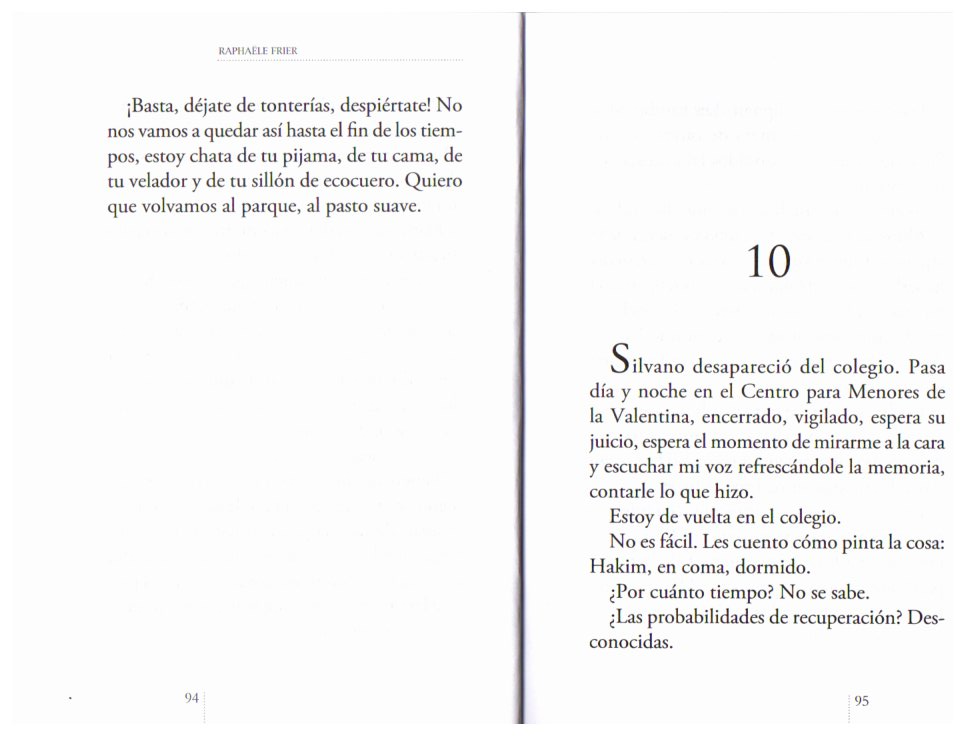 RAPHAËLE FRIER
¡Basta, déjate de tonterías, despiértate! No
nos vamos a quedar así hasta el fin de los tiem-
pos, estoy chata de tu pijama, de tu cama, de
tu velador y de tu sillón de ecocuero. Quiero
que volvamos al parque, al pasto suave.
94
10
Silvano desapareció del colegio. Pasa
día y noche en el Centro para Menores de
la Valentina, encerrado, vigilado, espera su
juicio, espera el momento de mirarme a la cara
y escuchar mi voz refrescándole la memoria,
contarle lo que hizo.
Estoy de vuelta en el colegio.
No es fácil. Les cuento cómo pinta la cosa:
Hakim, en coma, dormido.
¿Por cuánto tiempo? No se sabe.
¿Las probabilidades de recuperación? Des-
conocidas.
95